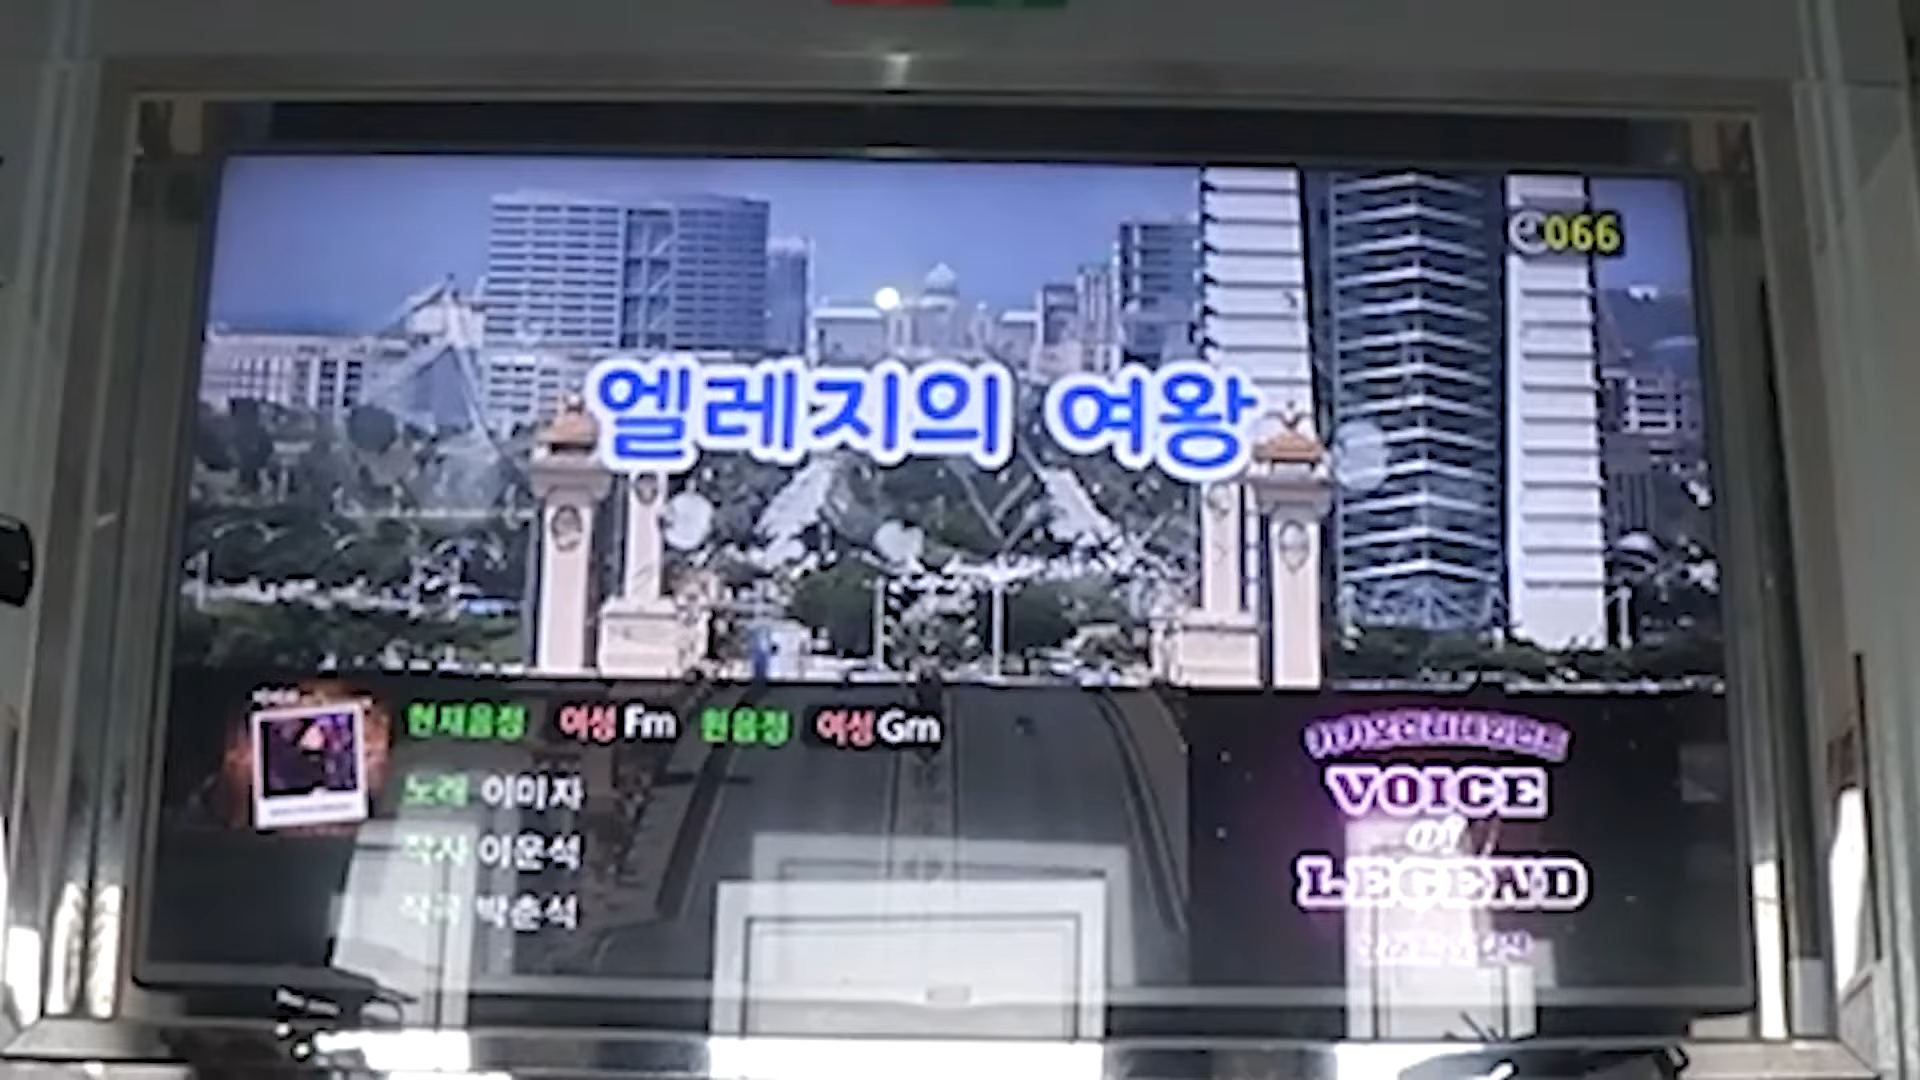 066
엘레지의 여왕
현재음정 여성 Fm 원음정 여성 Gm
노래 이미자
작사 이운석
작곡 박춘석
VOICE
of
LEGEND